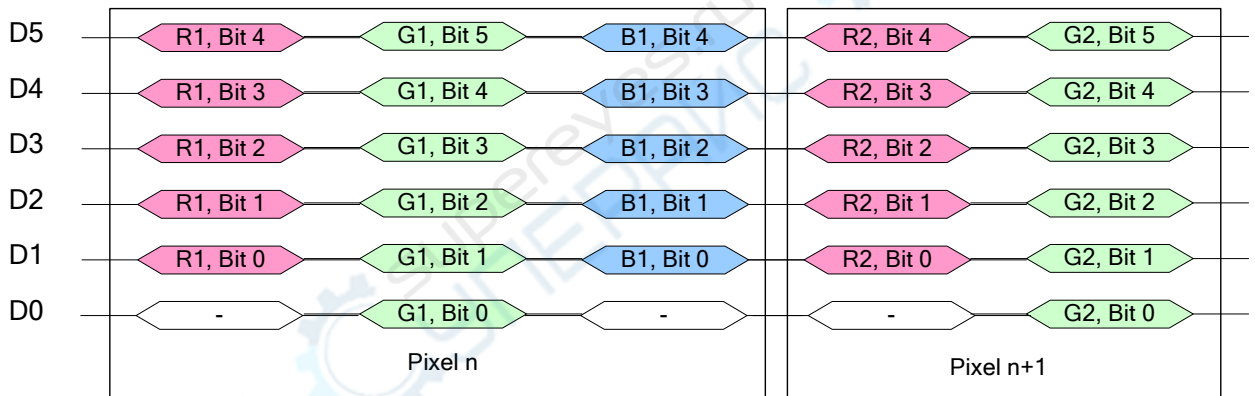 D5 R1, Bit 4 G1, Bit 5 B1, Bit 4 R2, Bit 4 G2, Bit 5
D4 R1, Bit 3 G1, Bit 4 B1, Bit 3 R2, Bit 3 G2, Bit 4
D3 R1, Bit 2 G1, Bit 3 B1, Bit 2 R2, Bit 2 G2, Bit 3
D2 R1, Bit 1 G1, Bit 2 B1, Bit 1 R2, Bit 1 G2, Bit 2
D1 R1, Bit 0 G1, Bit 1 B1, Bit 0 R2, Bit 0 G2, Bit 1
D0 - G1, Bit 0 - - G2, Bit 0
Pixel n Pixel n+1
supereyes.ru
СУПЕРАЙС